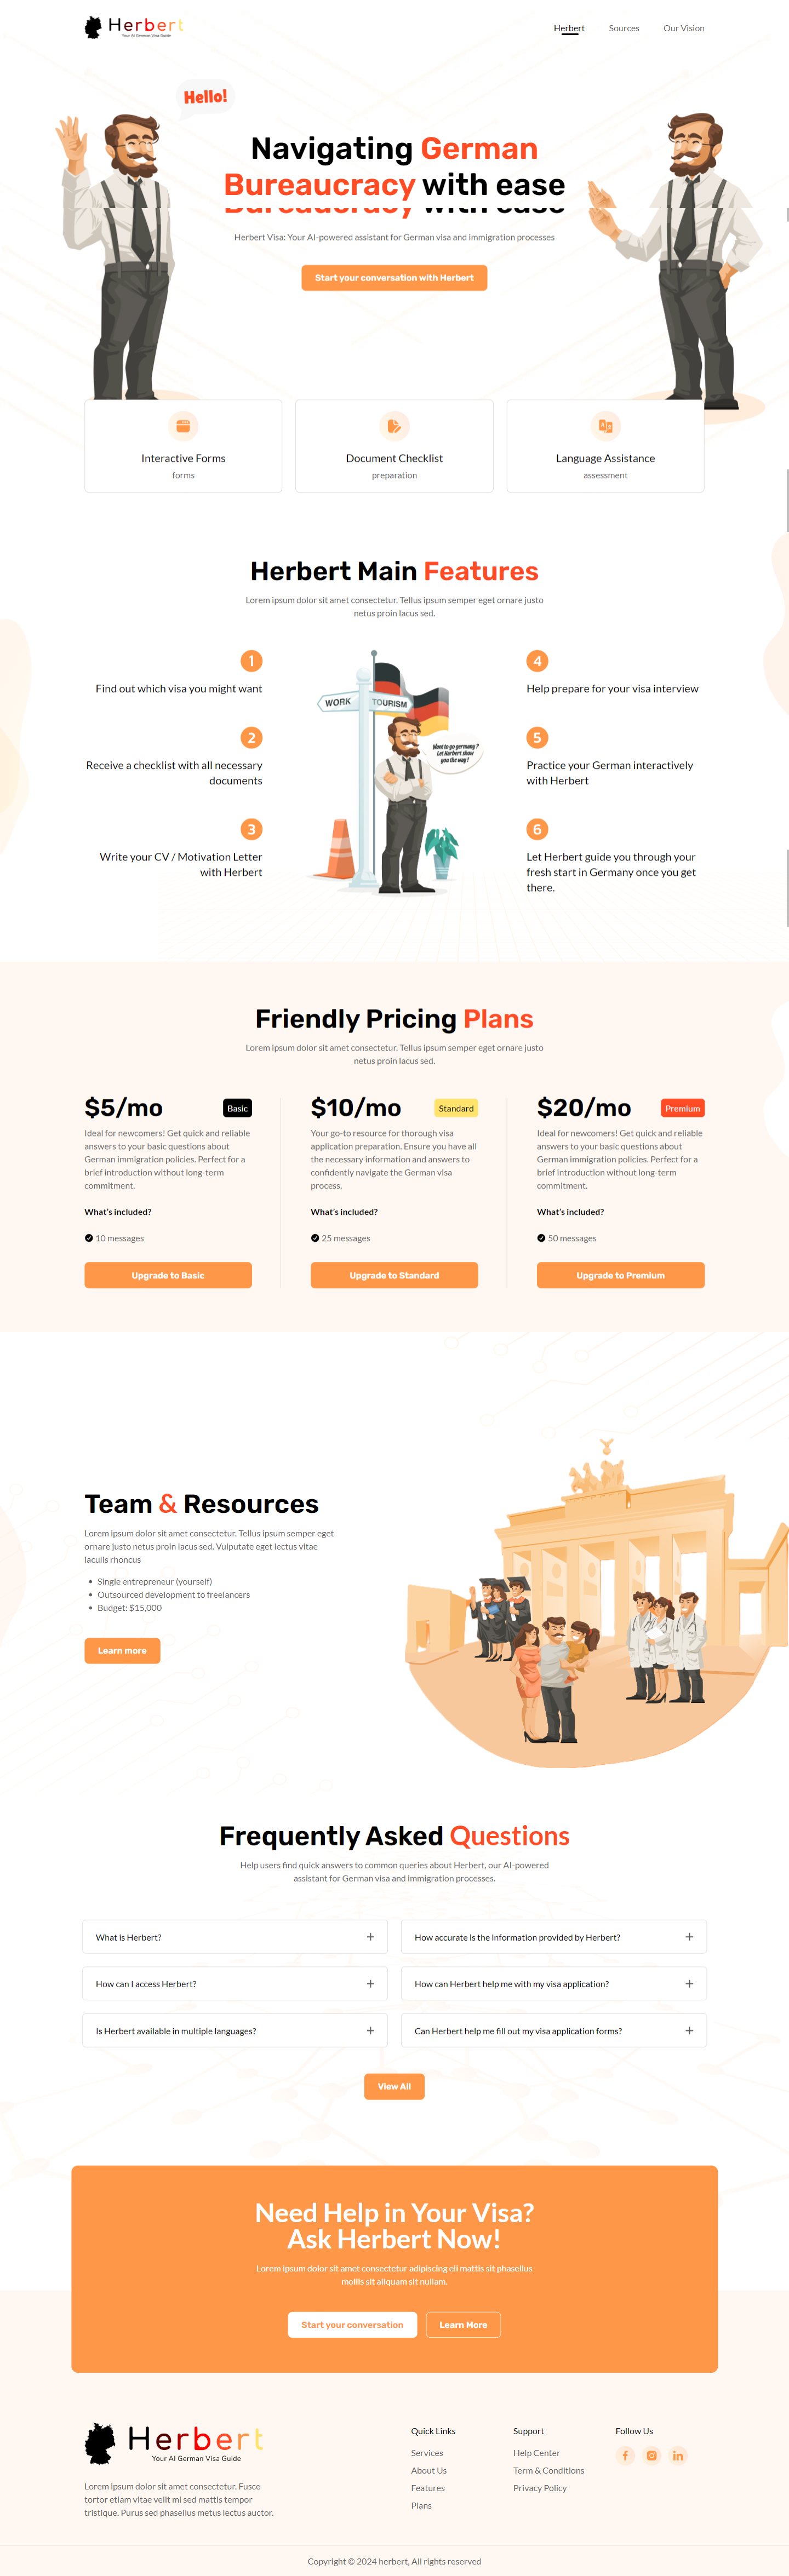 Herbert
Your AI German Visa Guide
Herbert
Sources
Our Vision
Hello!
Navigating German
Bureaucracy with ease
Bureaucracy with ease
Herbert Visa: Your AI-powered assistant for German visa and immigration processes
Start your conversation with Herbert
Interactive Forms
forms
Document Checklist
preparation
Language Assistance
assessment
Herbert Main Features
Lorem ipsum dolor sit amet consectetur. Tellus ipsum semper eget ornare justo
netus proin lacus sed.
1
Find out which visa you might want
2
Receive a checklist with all necessary
documents
3
Write your CV / Motivation Letter
with Herbert
WORK
TOURISM
Want to go germany ?
Let Harbert show
you the way !
4
Help prepare for your visa interview
5
Practice your German interactively
with Herbert
6
Let Herbert guide you through your
fresh start in Germany once you get
there.
Friendly Pricing Plans
Lorem ipsum dolor sit amet consectetur. Tellus ipsum semper eget ornare justo
netus proin lacus sed.
$5/mo
Basic
Ideal for newcomers! Get quick and reliable
answers to your basic questions about
German immigration policies. Perfect for a
brief introduction without long-term
commitment.
What's included?
10 messages
Upgrade to Basic
$10/mo
Standard
Your go-to resource for thorough visa
application preparation. Ensure you have all
the necessary information and answers to
confidently navigate the German visa
process.
What's included?
25 messages
Upgrade to Standard
$20/mo
Premium
Ideal for newcomers! Get quick and reliable
answers to your basic questions about
German immigration policies. Perfect for a
brief introduction without long-term
commitment.
What's included?
50 messages
Upgrade to Premium
Team & Resources
Lorem ipsum dolor sit amet consectetur. Tellus ipsum semper eget
ornare justo netus proin lacus sed. Vulputate eget lectus vitae
iaculis rhoncus
• Single entrepreneur (yourself)
• Outsourced development to freelancers
• Budget: $15,000
Learn more
Frequently Asked Questions
Help users find quick answers to common queries about Herbert, our AI-powered
assistant for German visa and immigration processes.
What is Herbert?
How accurate is the information provided by Herbert?
How can I access Herbert?
How can Herbert help me with my visa application?
Is Herbert available in multiple languages?
Can Herbert help me fill out my visa application forms?
View All
Need Help in Your Visa?
Ask Herbert Now!
Lorem ipsum dolor sit amet consectetur adipiscing eli mattis sit phasellus
mollis sit aliquam sit nullam.
Start your conversation
Learn More
Herbert
Your AI German Visa Guide
Lorem ipsum dolor sit amet consectetur. Fusce
tortor etiam vitae velit mi sed mattis tempor
tristique. Purus sed phasellus metus lectus auctor.
Quick Links
Services
About Us
Features
Plans
Support
Help Center
Term & Conditions
Privacy Policy
Follow Us
Copyright © 2024 herbert, All rights reserved